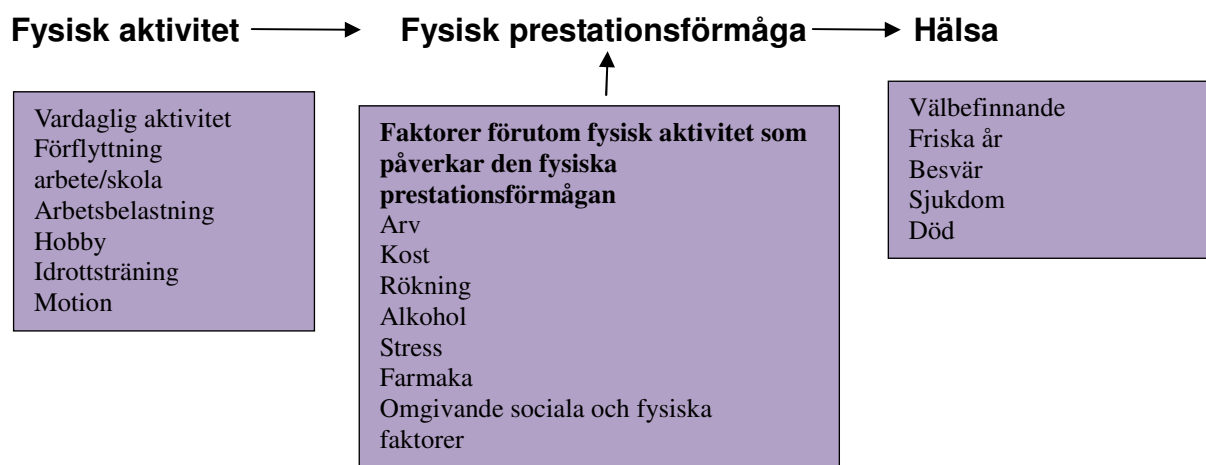 Fysisk aktivitet
Fysisk prestationsförmåga
Hälsa
Vardaglig aktivitet
Förflyttning
arbete/skola
Arbetsbelastning
Hobby
Idrottsträning
Motion
Faktorer förutom fysisk aktivitet som
påverkar den fysiska
prestationsförmågan
Arv
Kost
Rökning
Alkohol
Stress
Farmaka
Omgivande sociala och fysiska
faktorer
Välbefinnande
Friska år
Besvär
Sjukdom
Död